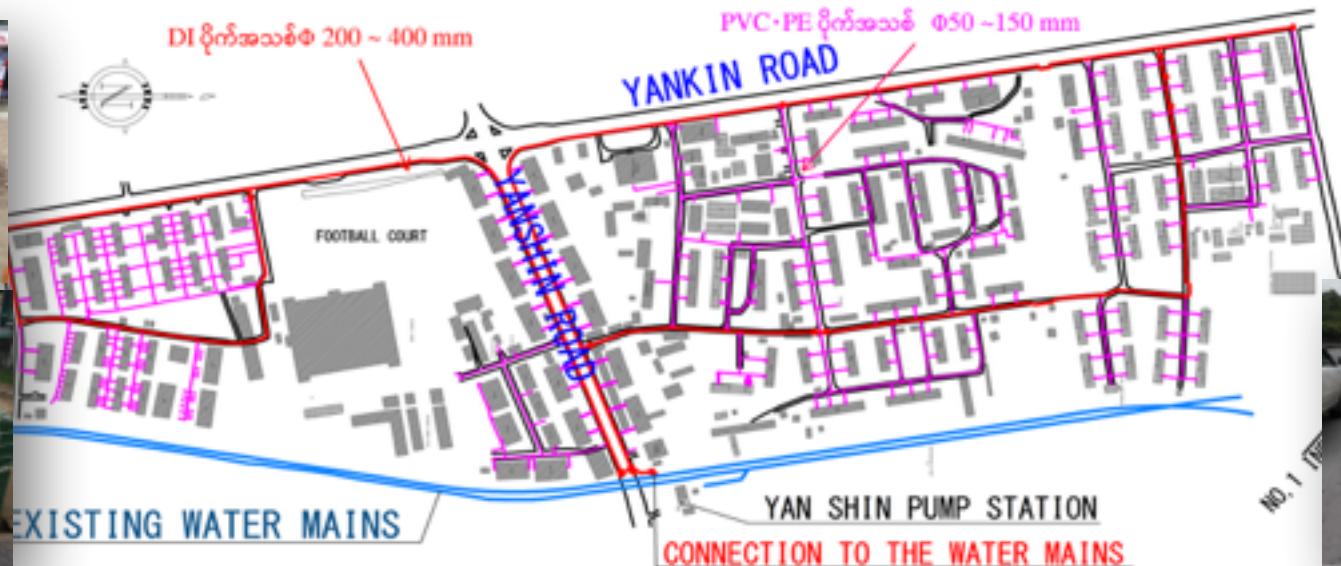 DI ပိုက်အသစ်Φ 200 ~ 400 mm
PVC·PE ပိုက်အသစ် Φ50 ~150 mm
YANKIN ROAD
YANSHIN ROAD
FOOTBALL COURT
EXISTING WATER MAINS
YAN SHIN PUMP STATION
CONNECTION TO THE WATER MAINS
NO.1